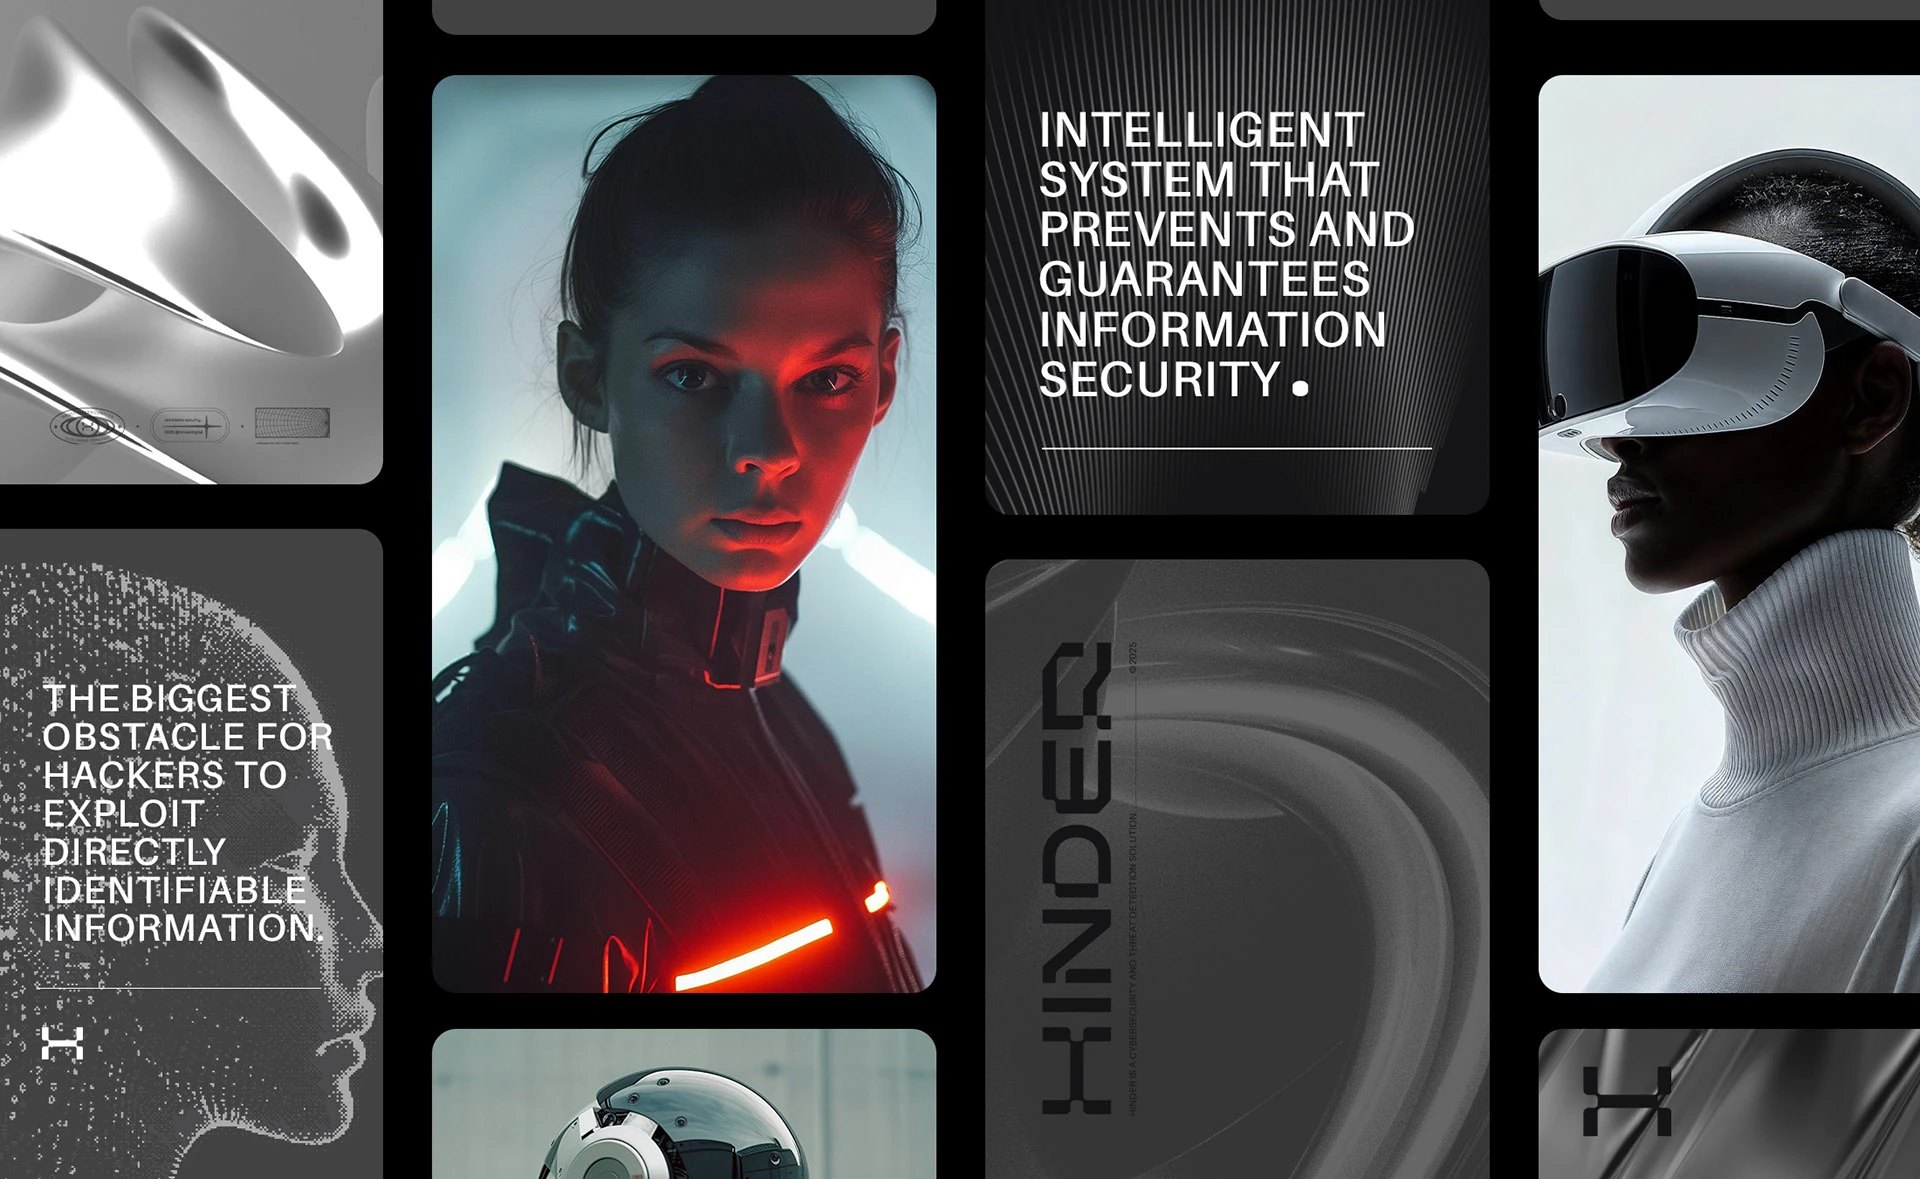 THE BIGGEST
OBSTACLE FOR
HACKERS TO
EXPLOIT
DIRECTLY
IDENTIFIABLE
INFORMATION.
INTELLIGENT
SYSTEM THAT
PREVENTS AND
GUARANTEES
INFORMATION
SECURITY.
HINDER
HINDER IS A CYBERSECURITY AND THREAT DETEDTION SOLUTION. ©2025